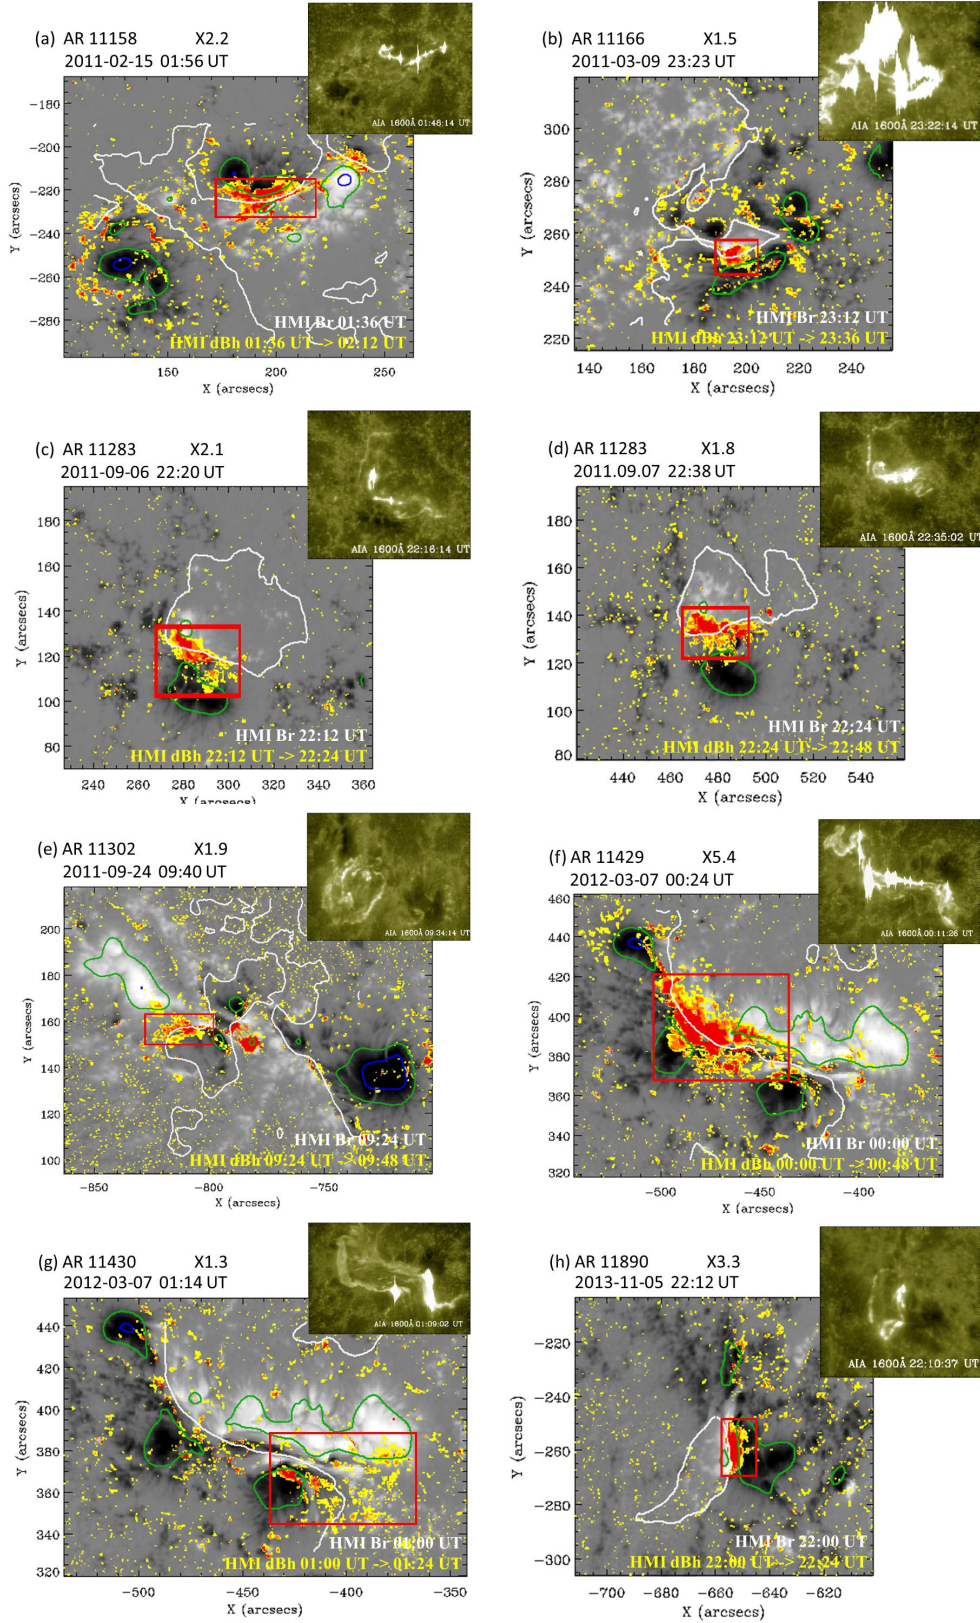 (a) AR 11158 X2.2
2011-02-15 01:56 UT
AIA 1600Å 01:48:14 UT
-180
-200
-220
-240
-260
-280
Y (arcsecs)
HMI Br 01:36 UT
HMI dBh 01:36 UT -> 02:12 UT
150 200 250
X (arcsecs)
(b) AR 11166 X1.5
2011-03-09 23:23 UT
AIA 1600Å 23:22:14 UT
300
280
260
240
220
Y (arcsecs)
HMI Br 23:12 UT
HMI dBh 23:12 UT -> 23:36 UT
140 160 180 200 220 240
X (arcsecs)
(c) AR 11283 X2.1
2011-09-06 22:20 UT
AIA 1600Å 22:16:14 UT
180
160
140
120
100
80
Y (arcsecs)
HMI Br 22:12 UT
HMI dBh 22:12 UT -> 22:24 UT
240 260 280 300 320 340 360
X (arcsecs)
(d) AR 11283 X1.8
2011.09.07 22:38 UT
AIA 1600Å 22:35:02 UT
180
160
140
120
100
80
Y (arcsecs)
HMI Br 22:24 UT
HMI dBh 22:24 UT -> 22:48 UT
440 460 480 500 520 540
X (arcsecs)
(e) AR 11302 X1.9
2011-09-24 09:40 UT
AIA 1600Å 09:34:14 UT
200
180
160
140
120
100
Y (arcsecs)
HMI Br 09:24 UT
HMI dBh 09:24 UT -> 09:48 UT
-850 -800 -750
X (arcsecs)
(f) AR 11429 X5.4
2012-03-07 00:24 UT
AIA 1600Å 00:11:26 UT
460
440
420
400
380
360
340
320
Y (arcsecs)
HMI Br 00:00 UT
HMI dBh 00:00 UT -> 00:48 UT
-500 -450 -400
X (arcsecs)
(g) AR 11430 X1.3
2012-03-07 01:14 UT
AIA 1600Å 01:09:02 UT
440
420
400
380
360
340
320
Y (arcsecs)
HMI Br 01:00 UT
HMI dBh 01:00 UT -> 01:24 UT
-500 -450 -400 -350
X (arcsecs)
(h) AR 11890 X3.3
2013-11-05 22:12 UT
AIA 1600Å 22:10:37 UT
-220
-240
-260
-280
-300
Y (arcsecs)
HMI Br 22:00 UT
HMI dBh 22:00 UT -> 22:24 UT
-700 -680 -660 -640 -620
X (arcsecs)